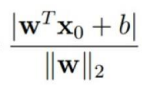 |w^T x_0 + b|
‖w‖_2